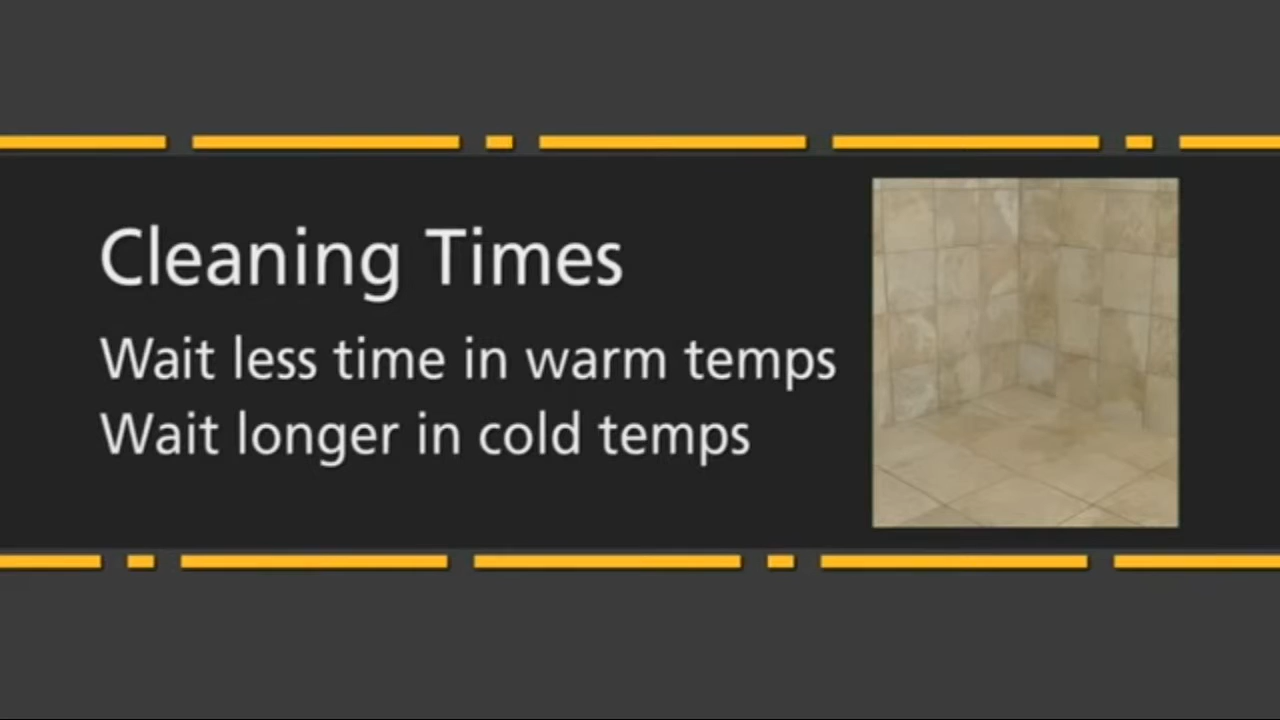 Cleaning Times
Wait less time in warm temps
Wait longer in cold temps